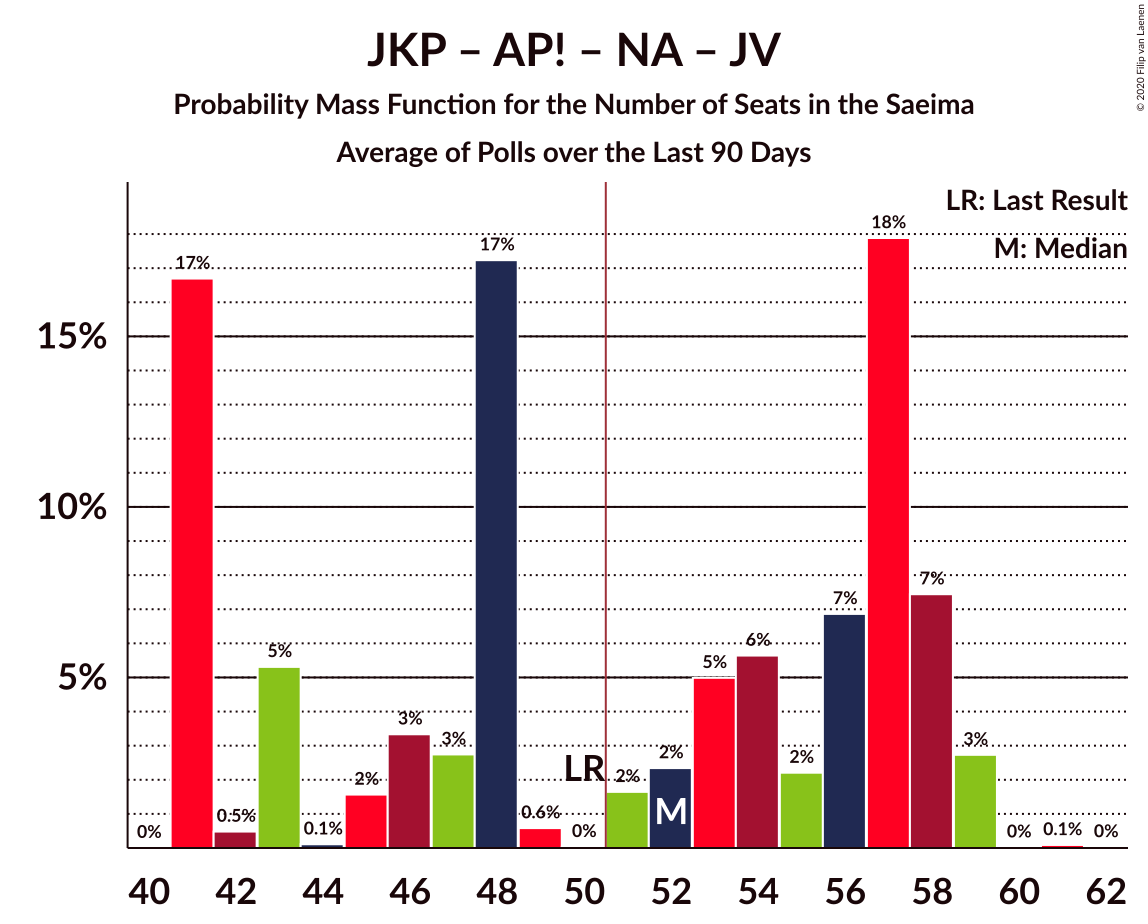 JKP – AP! – NA – JV
Probability Mass Function for the Number of Seats in the Saeima
Average of Polls over the Last 90 Days
© 2020 Filip van Laenen
LR: Last Result
M: Median
15%
10%
5%
0%
17%
0.5%
5%
0.1%
2%
3%
3%
17%
0.6%
0%
LR
2%
2%
M
5%
6%
2%
7%
18%
7%
3%
0%
0.1%
0%
40 42 44 46 48 50 52 54 56 58 60 62